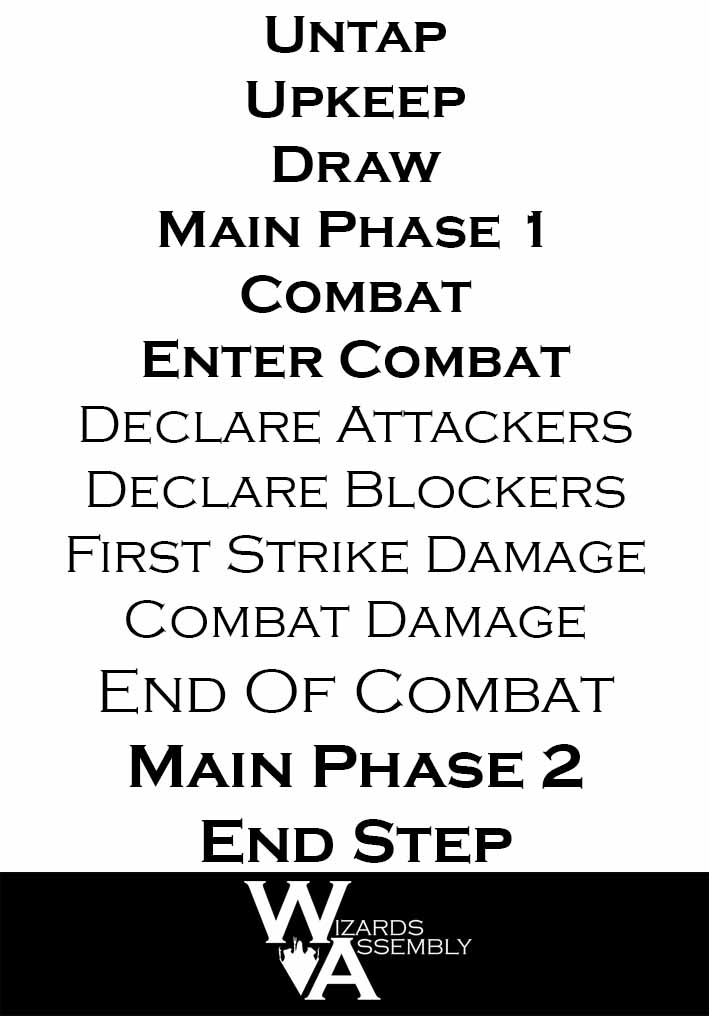 Untap
Upkeep
Draw
Main Phase 1
Combat
Enter Combat
Declare Attackers
Declare Blockers
First Strike Damage
Combat Damage
End Of Combat
Main Phase 2
End Step
Wizards
Assembly